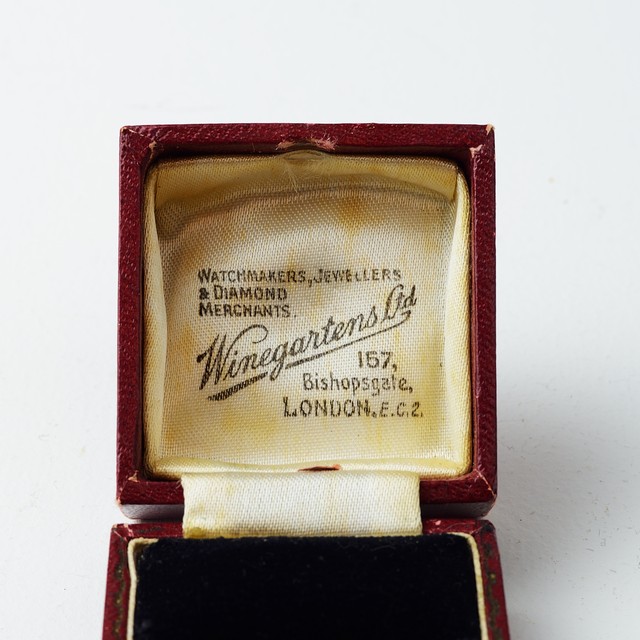 WATCHMAKERS, JEWELLERS
& DIAMOND
MERCHANTS.
Winegartens Ltd
157,
Bishopsgate,
LONDON. E.C.2.